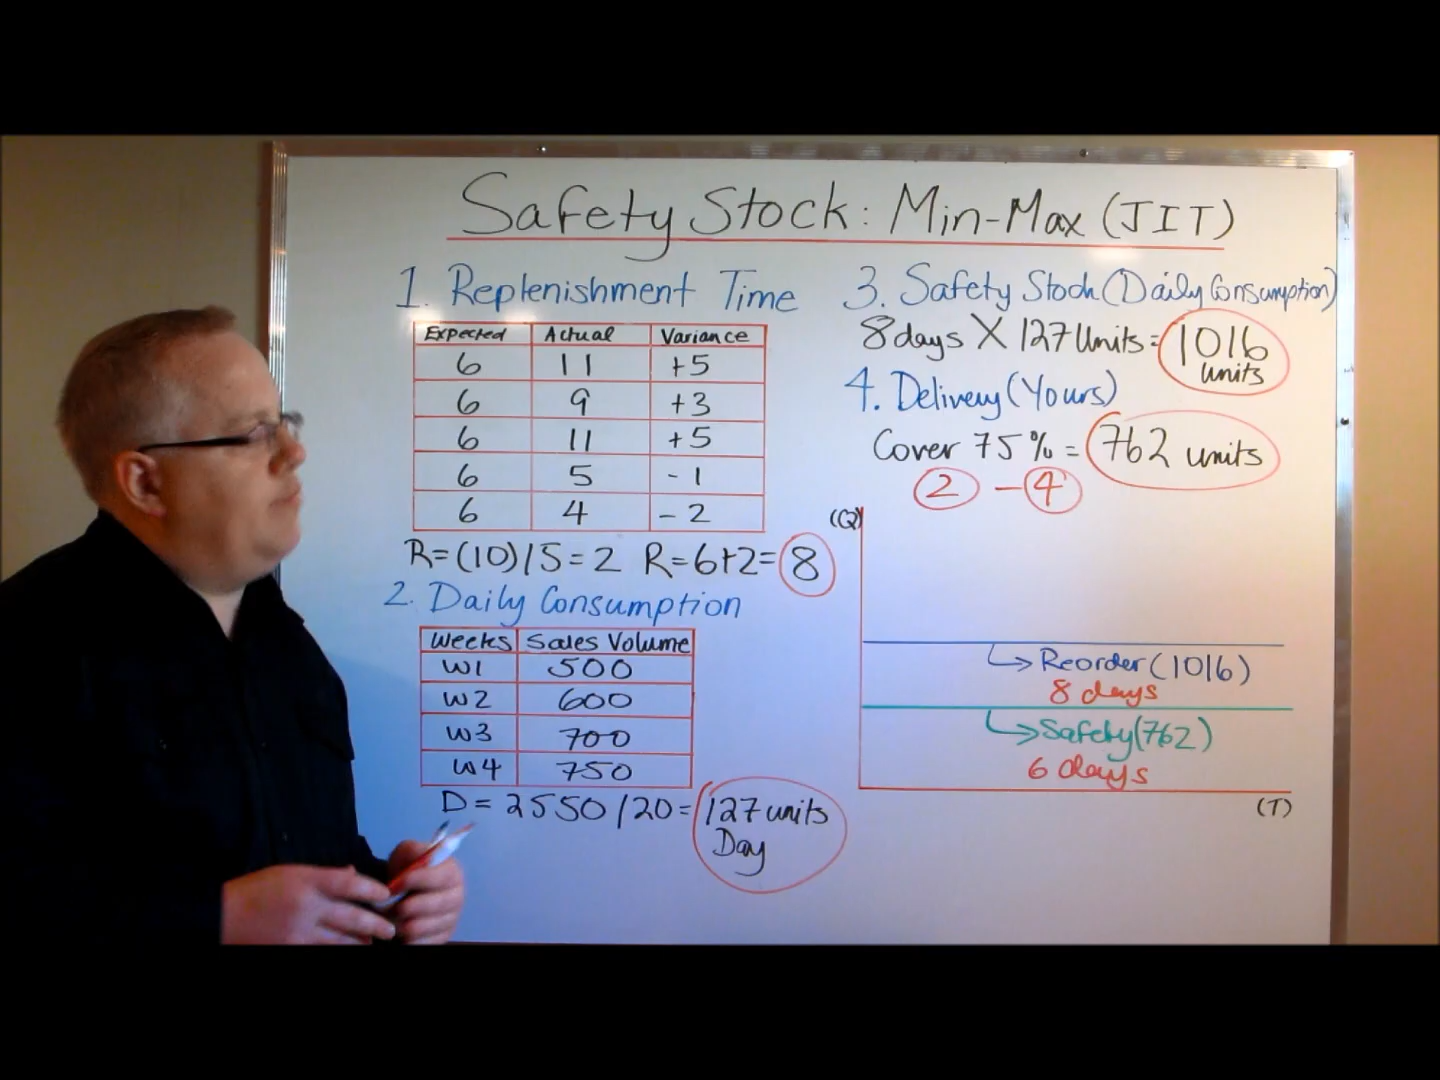 Safety Stock: Min-Max (JIT)
1. Replenishment Time
Expected Actual Variance
6 11 +5
6 9 +3
6 11 +5
6 5 -1
6 4 -2
R=(10)/5=2 R=6+2=8
2. Daily Consumption
Weeks Sales Volume
W1 500
W2 600
W3 700
W4 750
D=2550/20=127 units
Day
3. Safety Stock (Daily Consumption)
8 days X 127 Units=1016
units
4. Delivery (Yours)
Cover 75%=762 units
2 - 4
(Q)
Reorder (1016)
8 days
Safety (762)
6 days
(T)